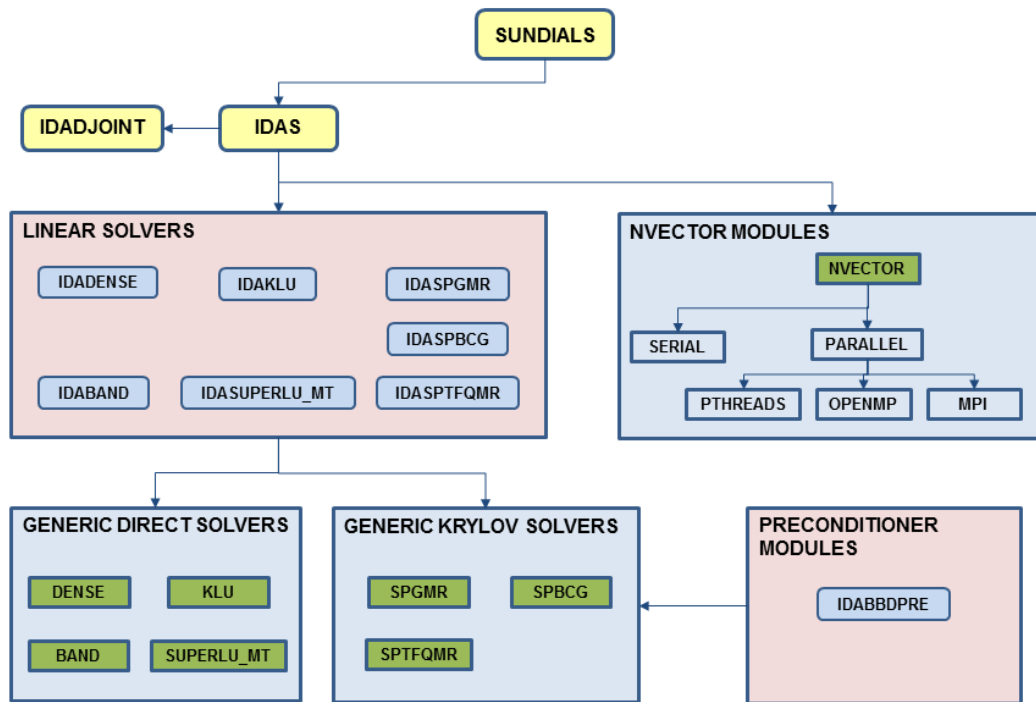 SUNDIALS
IDADJOINT
IDAS
LINEAR SOLVERS
IDADENSE
IDAKLU
IDASPGMR
IDASPBCG
IDABAND
IDASUPERLU_MT
IDASPTFQMR
NVECTOR MODULES
NVECTOR
SERIAL
PARALLEL
PTHREADS
OPENMP
MPI
GENERIC DIRECT SOLVERS
DENSE
KLU
BAND
SUPERLU_MT
GENERIC KRYLOV SOLVERS
SPGMR
SPBCG
SPTFQMR
PRECONDITIONER
MODULES
IDABBDPRE